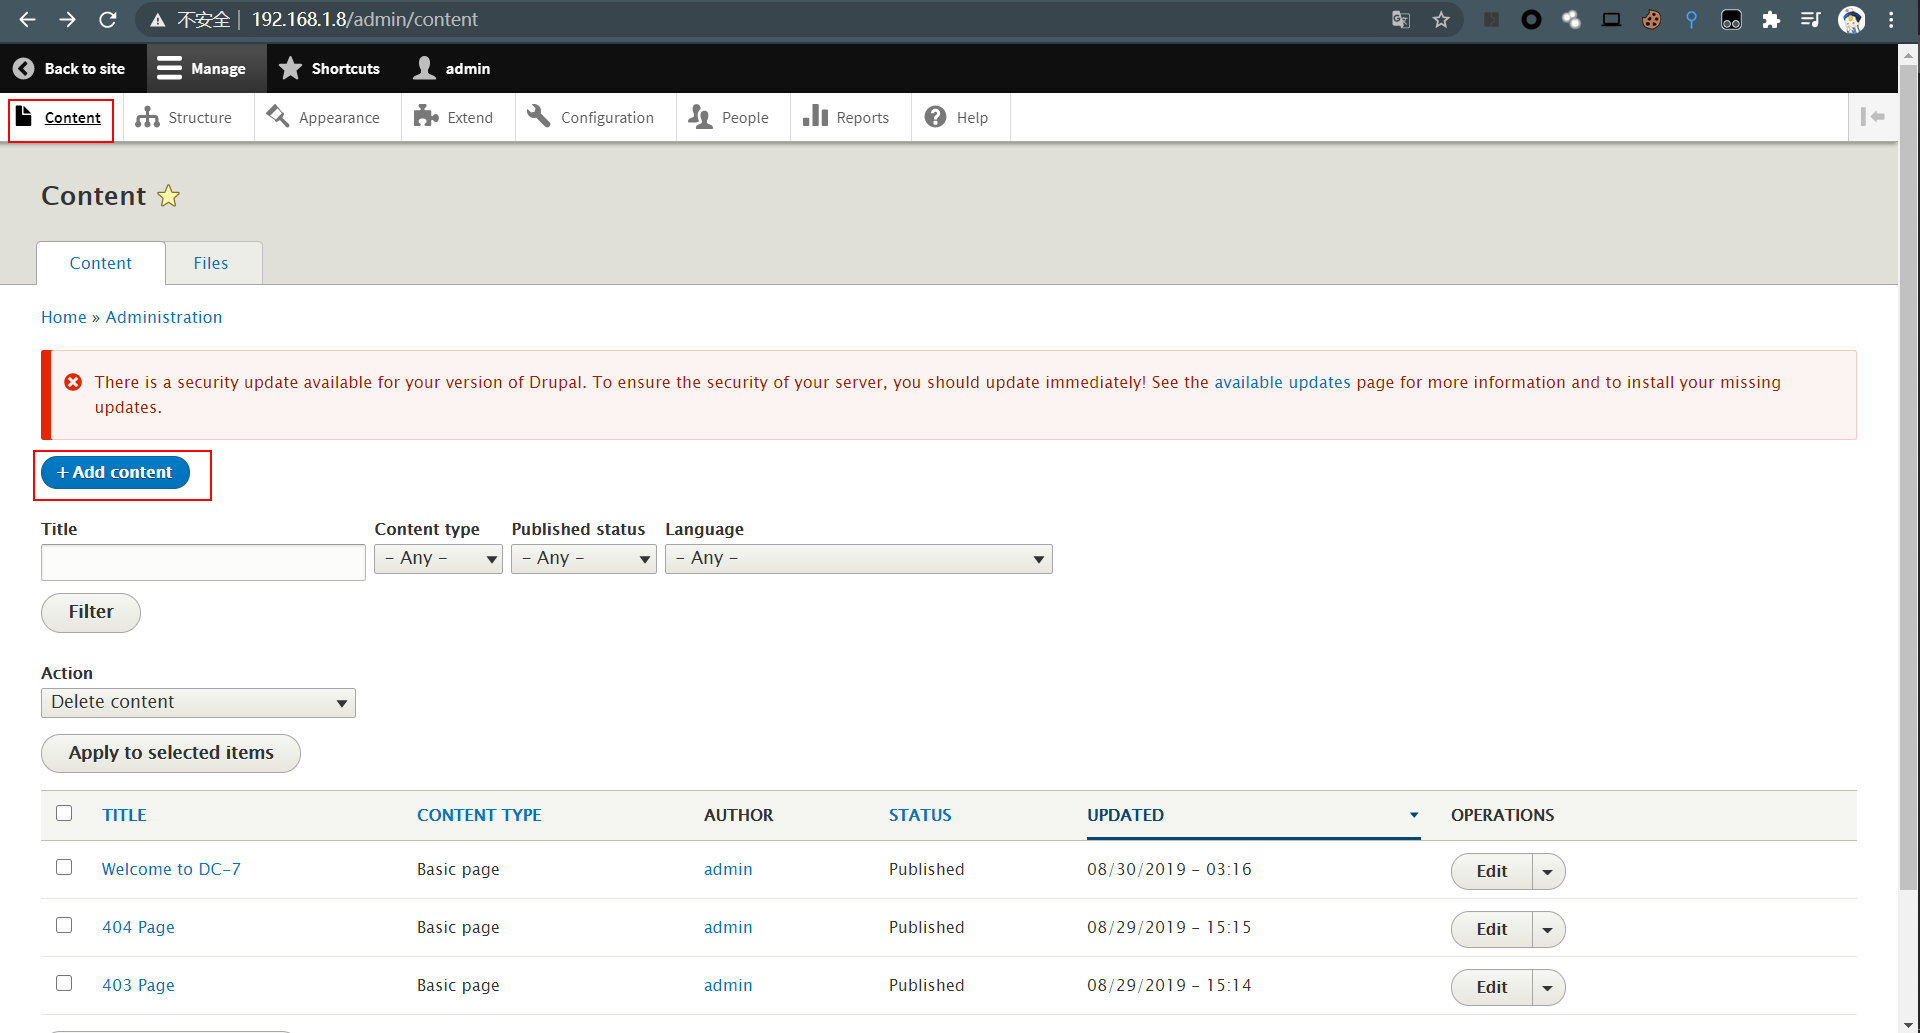 不安全 192.168.1.8/admin/content
Back to site Manage Shortcuts admin
Content Structure Appearance Extend Configuration People Reports Help
Content
Content Files
Home » Administration
There is a security update available for your version of Drupal. To ensure the security of your server, you should update immediately! See the available updates page for more information and to install your missing
updates.
+ Add content
Title Content type Published status Language
- Any - - Any - - Any -
Filter
Action
Delete content
Apply to selected items
TITLE CONTENT TYPE AUTHOR STATUS UPDATED OPERATIONS
Welcome to DC-7 Basic page admin Published 08/30/2019 - 03:16 Edit
404 Page Basic page admin Published 08/29/2019 - 15:15 Edit
403 Page Basic page admin Published 08/29/2019 - 15:14 Edit